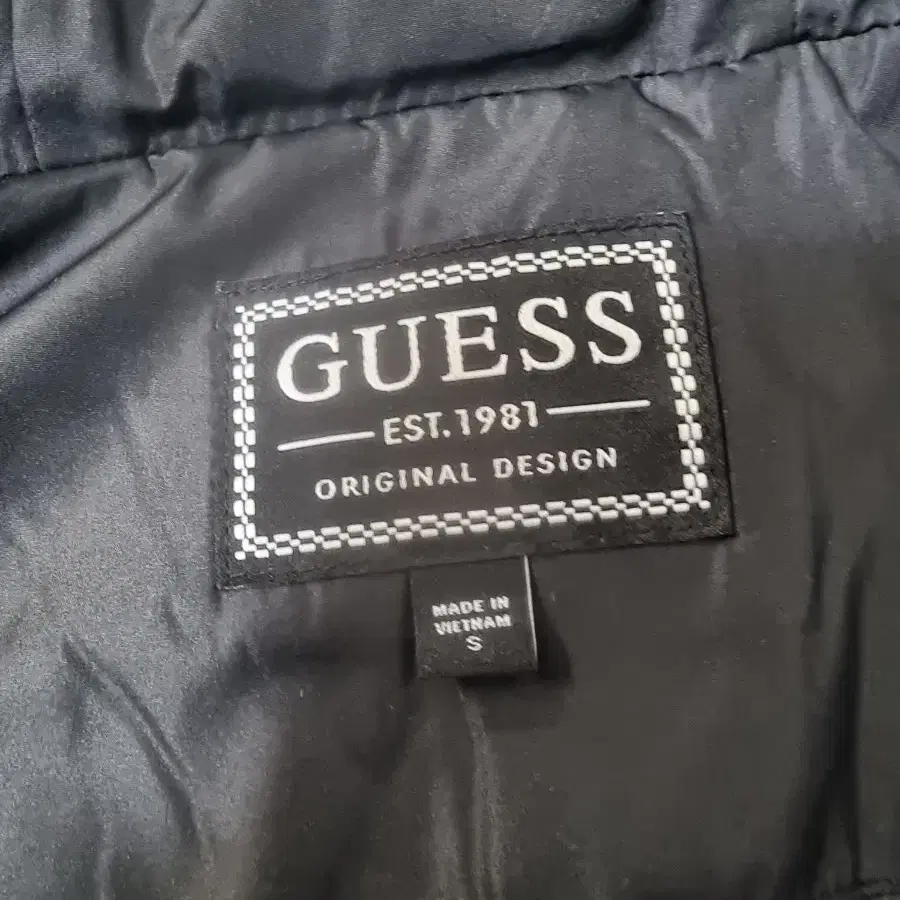 GUESS
EST.1981
ORIGINAL DESIGN
MADE IN
VIETNAM
S